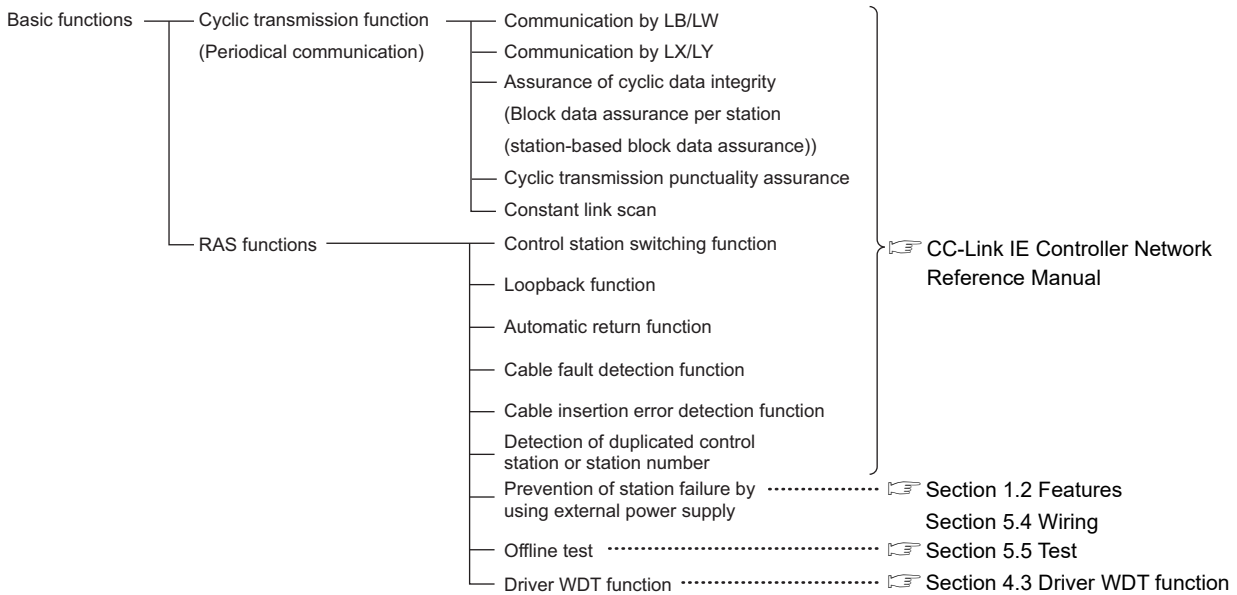 Basic functions
Cyclic transmission function
(Periodical communication)
Communication by LB/LW
Communication by LX/LY
Assurance of cyclic data integrity
(Block data assurance per station
(station-based block data assurance))
Cyclic transmission punctuality assurance
Constant link scan
RAS functions
Control station switching function
Loopback function
Automatic return function
Cable fault detection function
Cable insertion error detection function
Detection of duplicated control
station or station number
CC-Link IE Controller Network
Reference Manual
Prevention of station failure by
using external power supply
Section 1.2 Features
Section 5.4 Wiring
Offline test
Section 5.5 Test
Driver WDT function
Section 4.3 Driver WDT function